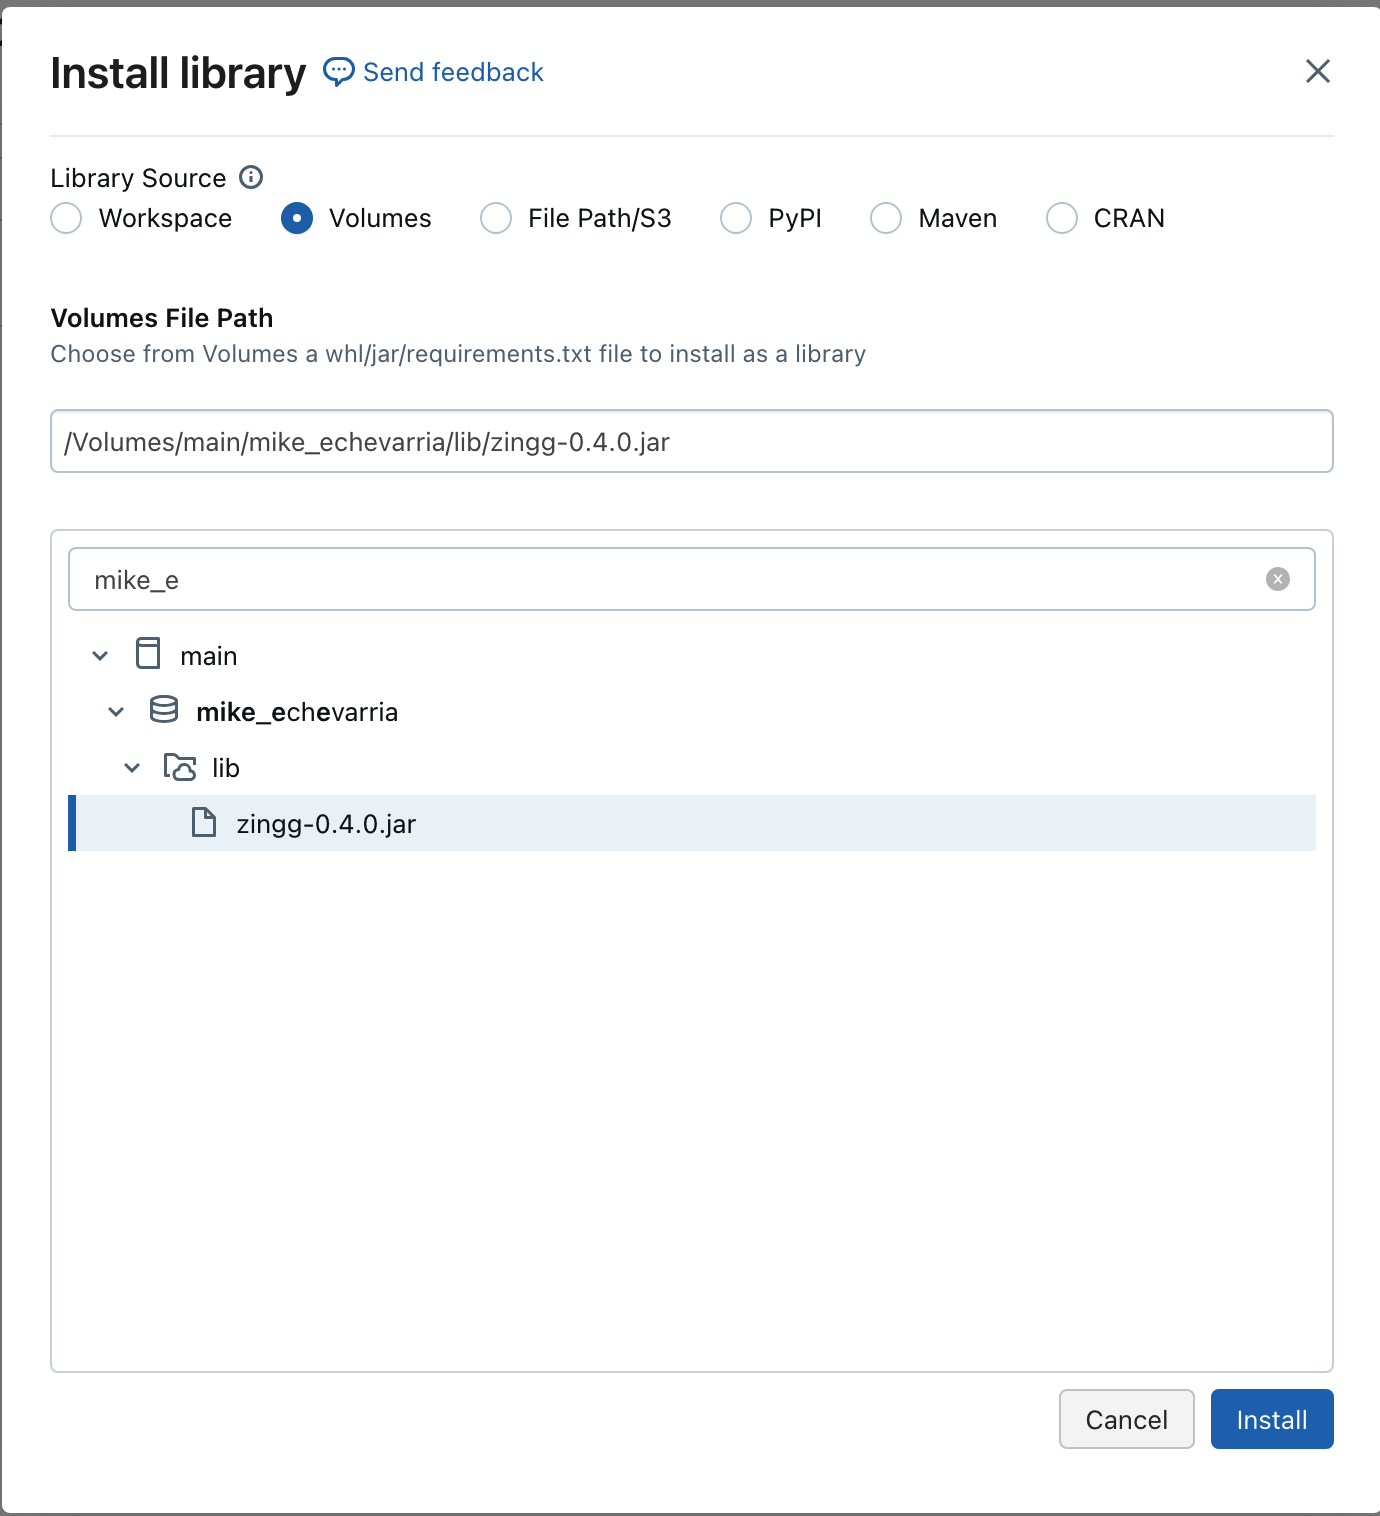 Install library Send feedback
Library Source
Workspace Volumes File Path/S3 PyPI Maven CRAN
Volumes File Path
Choose from Volumes a whl/jar/requirements.txt file to install as a library
/Volumes/main/mike_echevarria/lib/zingg-0.4.0.jar
mike_e
main
mike_echevarria
lib
zingg-0.4.0.jar
Cancel Install